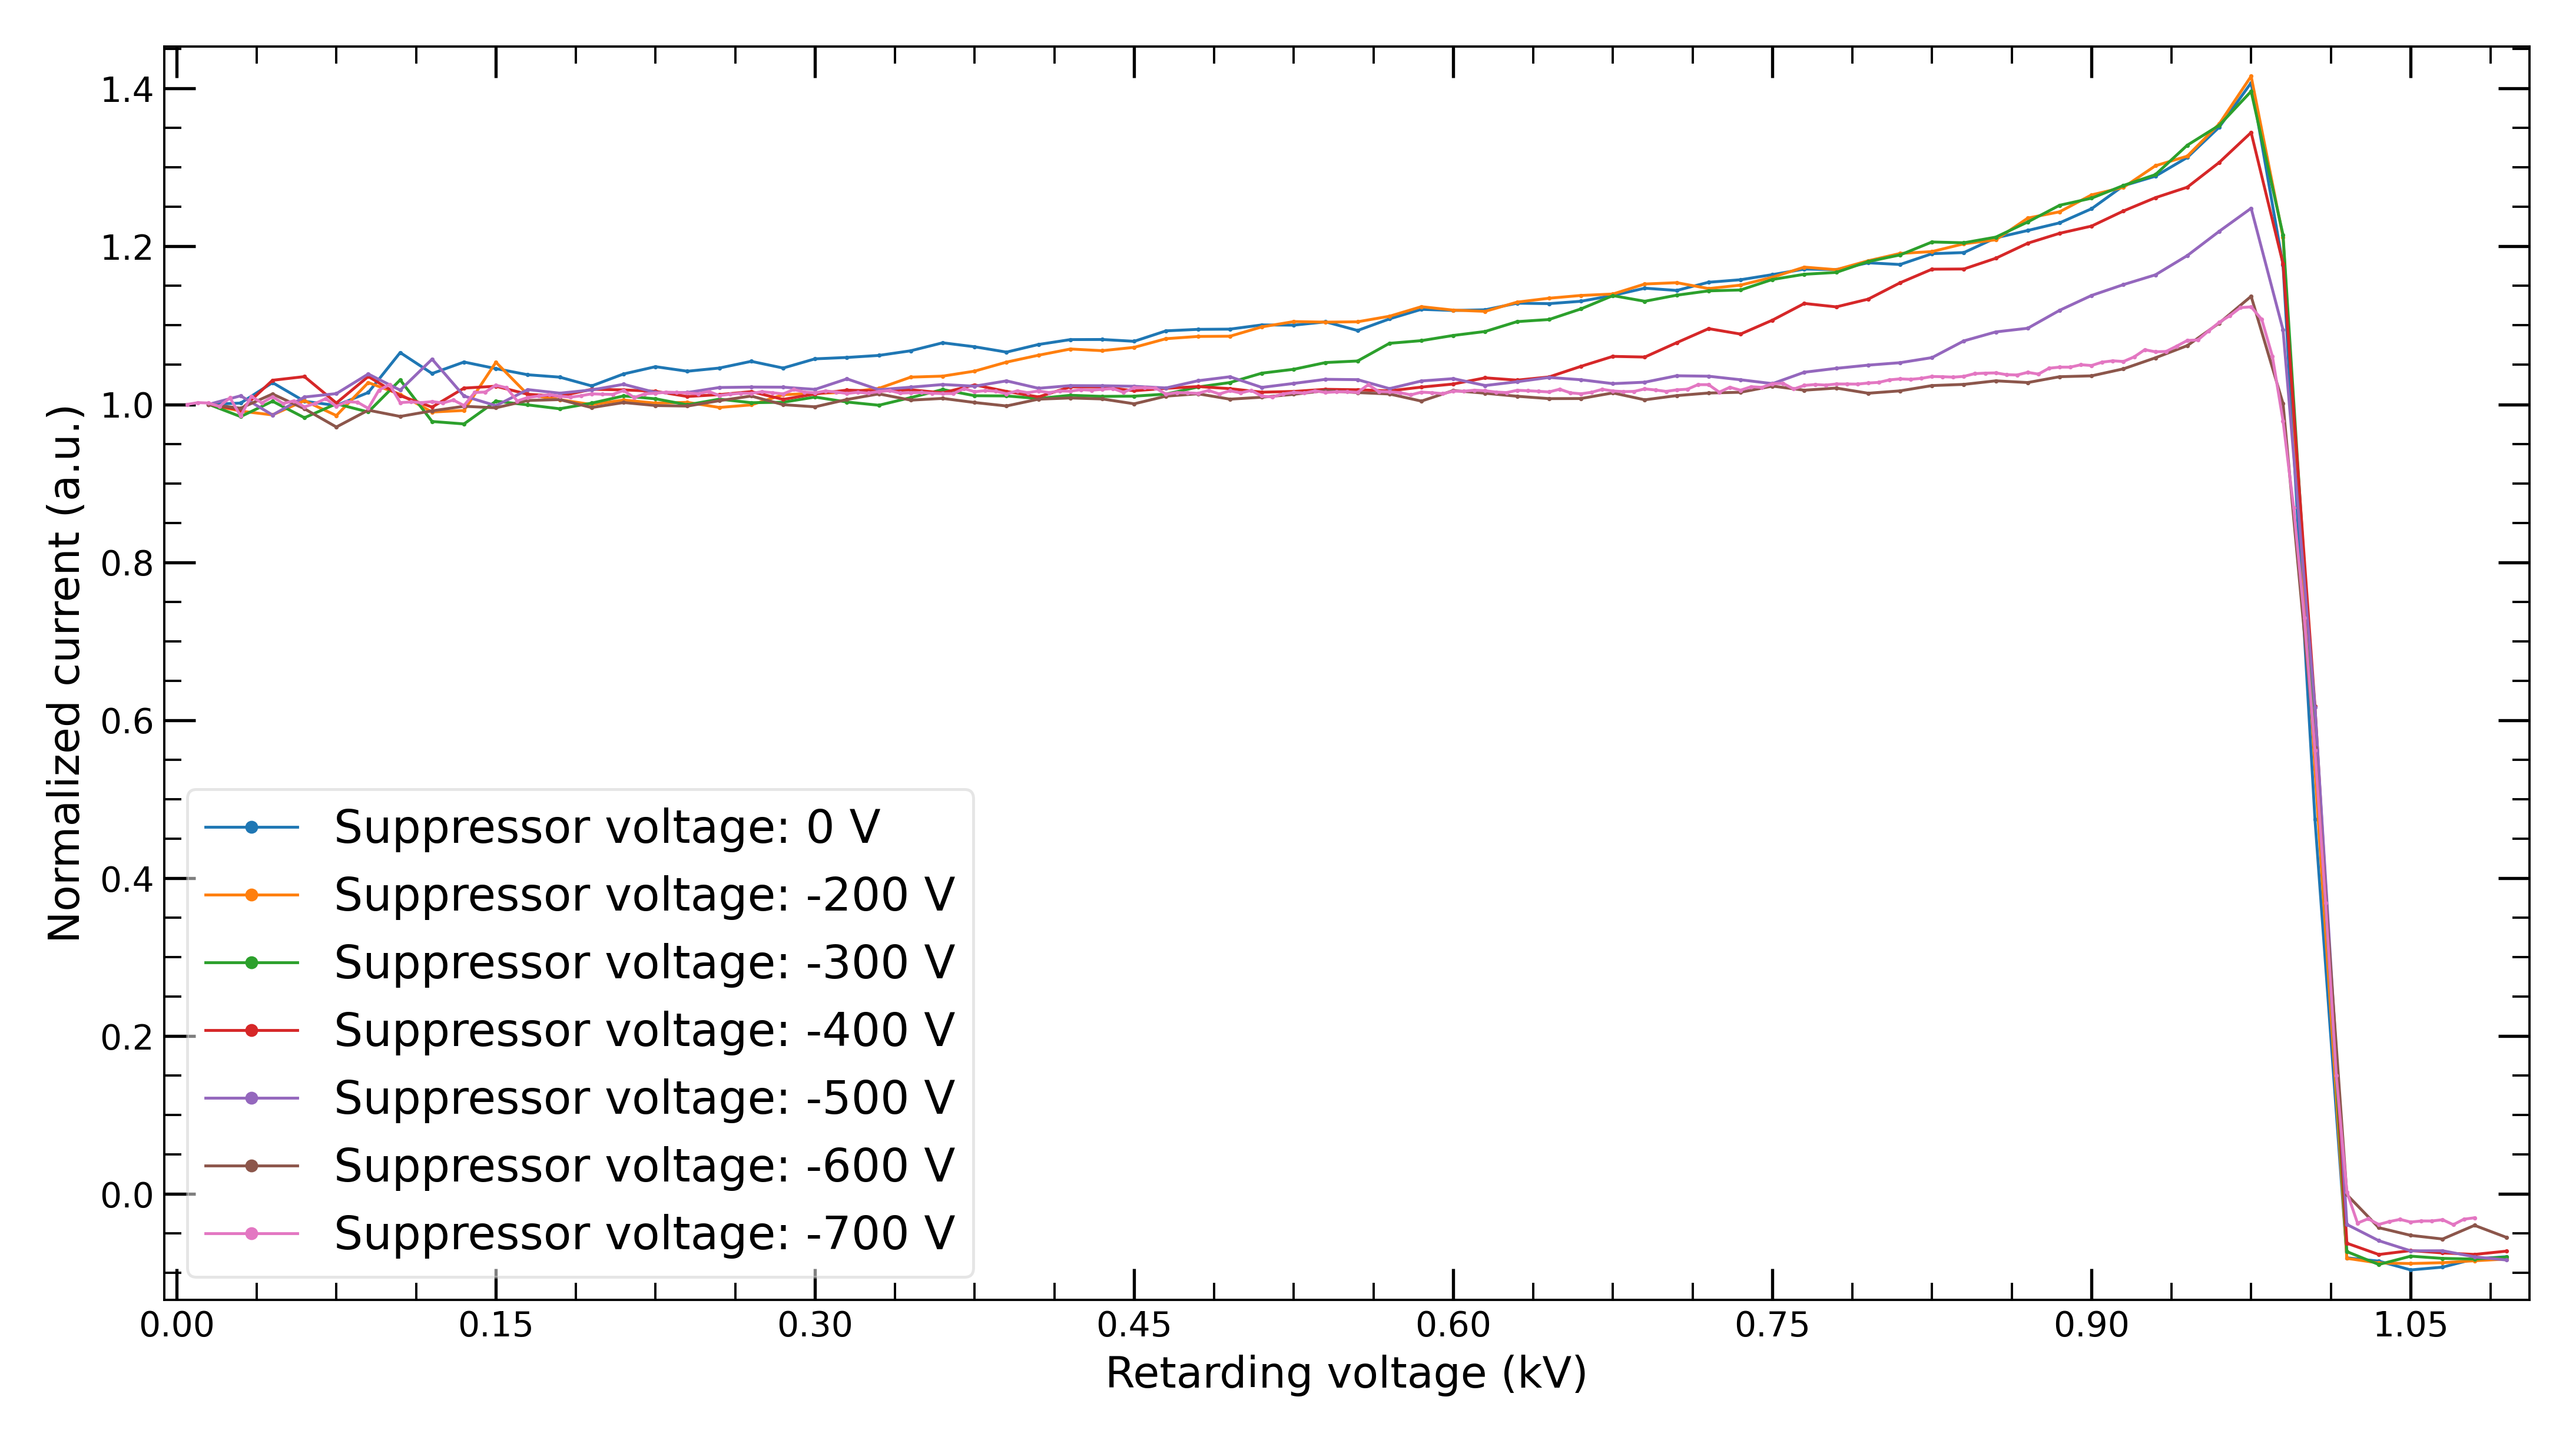 1.4
1.2
1.0
0.8
0.6
0.4
0.2
0.0
Normalized current (a.u.)
Suppressor voltage: 0 V
Suppressor voltage: -200 V
Suppressor voltage: -300 V
Suppressor voltage: -400 V
Suppressor voltage: -500 V
Suppressor voltage: -600 V
Suppressor voltage: -700 V
0.00 0.15 0.30 0.45 0.60 0.75 0.90 1.05
Retarding voltage (kV)